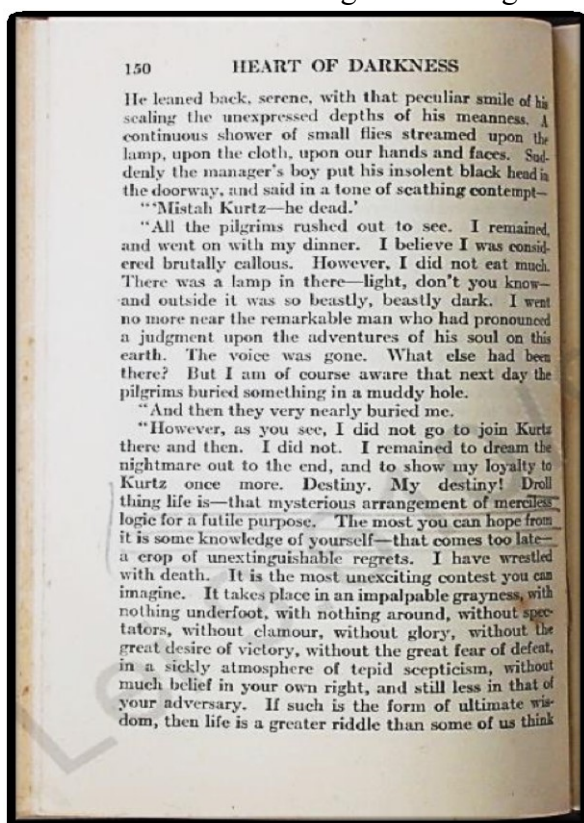 150 HEART OF DARKNESS
He leaned back, serene, with that peculiar smile of his
sealing the unexpressed depths of his meanness. A
continuous shower of small flies streamed upon the
lamp, upon the cloth, upon our hands and faces. Sud-
denly the manager's boy put his insolent black head in
the doorway, and said in a tone of scathing contempt—
"'Mistah Kurtz—he dead.'
"All the pilgrims rushed out to see. I remained,
and went on with my dinner. I believe I was consid-
ered brutally callous. However, I did not eat much.
There was a lamp in there—light, don't you know—
and outside it was so beastly, beastly dark. I went
no more near the remarkable man who had pronounced
a judgment upon the adventures of his soul on this
earth. The voice was gone. What else had been
there? But I am of course aware that next day the
pilgrims buried something in a muddy hole.
"And then they very nearly buried me.
"However, as you see, I did not go to join Kurtz
there and then. I did not. I remained to dream the
nightmare out to the end, and to show my loyalty to
Kurtz once more. Destiny. My destiny! Droll
thing life is—that mysterious arrangement of merciless
logic for a futile purpose. The most you can hope from
it is some knowledge of yourself—that comes too late—
a crop of unextinguishable regrets. I have wrestled
with death. It is the most unexciting contest you can
imagine. It takes place in an impalpable grayness, with
nothing underfoot, with nothing around, without spec-
tators, without clamour, without glory, without the
great desire of victory, without the great fear of defeat,
in a sickly atmosphere of tepid scepticism, without
much belief in your own right, and still less in that of
your adversary. If such is the form of ultimate wis-
dom, then life is a greater riddle than some of us think